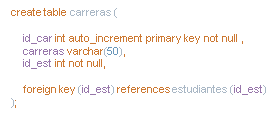 create table carreras (
id_car int auto_increment primary key not null ,
carreras varchar(50),
id_est int not null,
foreign key (id_est) references estudiantes (id_est)
);